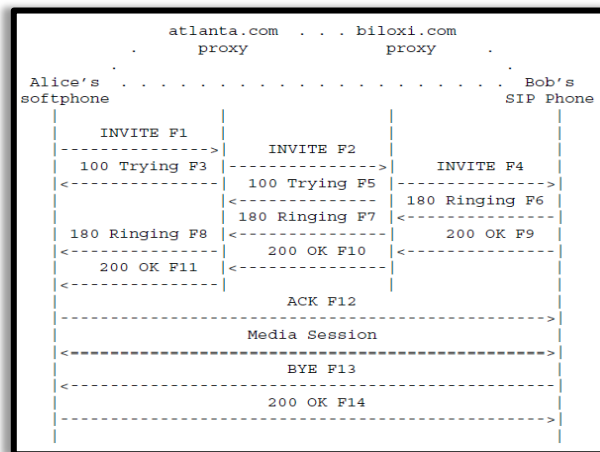 atlanta.com . . . biloxi.com
. proxy proxy .
. .
Alice's . . . . . . . . . . . . . . . . . . . . Bob's
softphone SIP Phone
| | | |
| INVITE F1 | | |
|--------------->| INVITE F2 | |
| 100 Trying F3 |--------------->| INVITE F4 |
|<---------------| 100 Trying F5 |--------------->|
| |<-------------- | 180 Ringing F6 |
| | 180 Ringing F7 |<---------------|
| 180 Ringing F8 |<---------------| 200 OK F9 |
|<---------------| 200 OK F10 |<---------------|
| 200 OK F11 |<---------------| |
|<---------------| | |
| ACK F12 |
|------------------------------------------------->|
| Media Session |
|<================================================>|
| BYE F13 |
|<-------------------------------------------------|
| 200 OK F14 |
|------------------------------------------------->|
| |